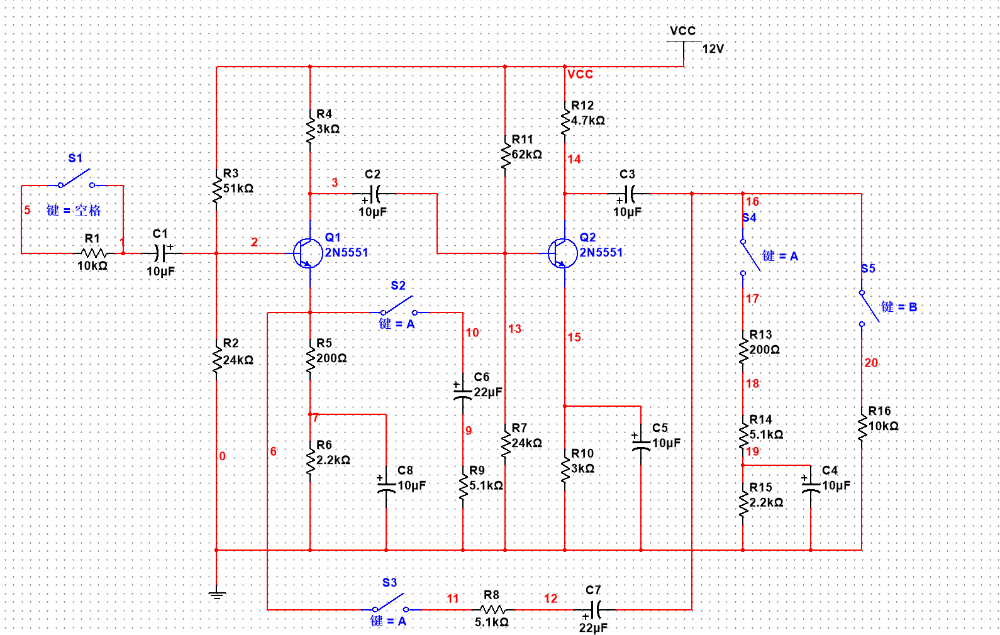 VCC
12V
VCC
R4
3kΩ
R12
4.7kΩ
R11
62kΩ
14
S1
5
键 = 空格
R3
51kΩ
3
C2
10µF
C3
10µF
16
S4
键 = A
R1
10kΩ
1
C1
10µF
2
Q1
2N5551
Q2
2N5551
S5
键 = B
S2
键 = A
17
10
13
15
R2
24kΩ
R5
200Ω
R13
200Ω
20
C6
22µF
18
7
9
R14
5.1kΩ
R16
10kΩ
0
6
R6
2.2kΩ
R7
24kΩ
C5
10µF
R10
3kΩ
19
C8
10µF
R9
5.1kΩ
R15
2.2kΩ
C4
10µF
S3
键 = A
11
R8
5.1kΩ
12
C7
22µF